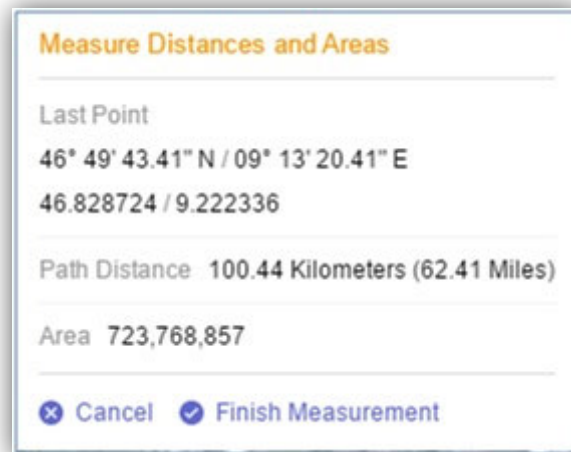 Measure Distances and Areas
Last Point
46° 49' 43.41" N / 09° 13' 20.41" E
46.828724 / 9.222336
Path Distance 100.44 Kilometers (62.41 Miles)
Area 723,768,857
Cancel Finish Measurement